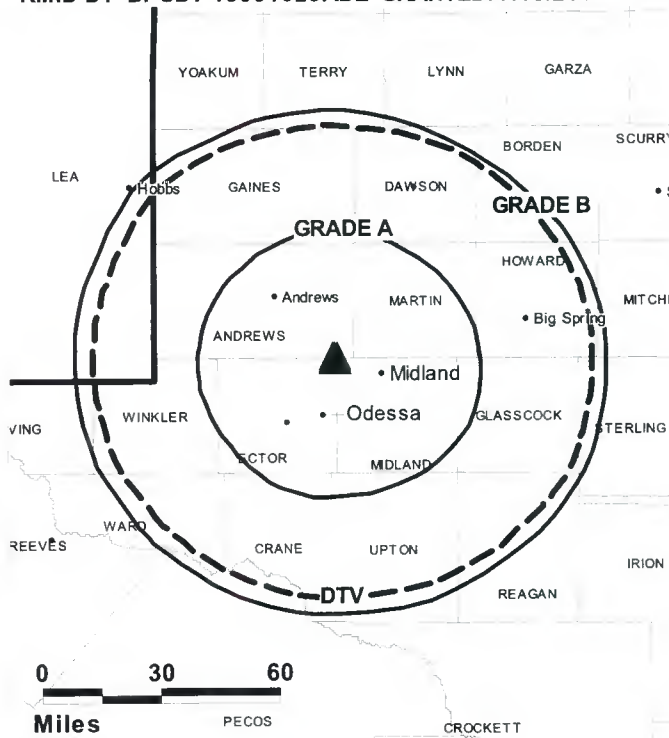 YOAKUM TERRY LYNN GARZA
BORDEN SCURRY
LEA
Hobbs GAINES DAWSON
GRADE B
GRADE A
HOWARD
Andrews MARTIN MITCH
Big Spring
ANDREWS
Midland
WINKLER Odessa GLASSCOCK
VING STERLING
ECTOR MIDLAND
WARD
REEVES CRANE UPTON
IRION
DTV REAGAN
0 30 60
Miles PECOS CROCKETT